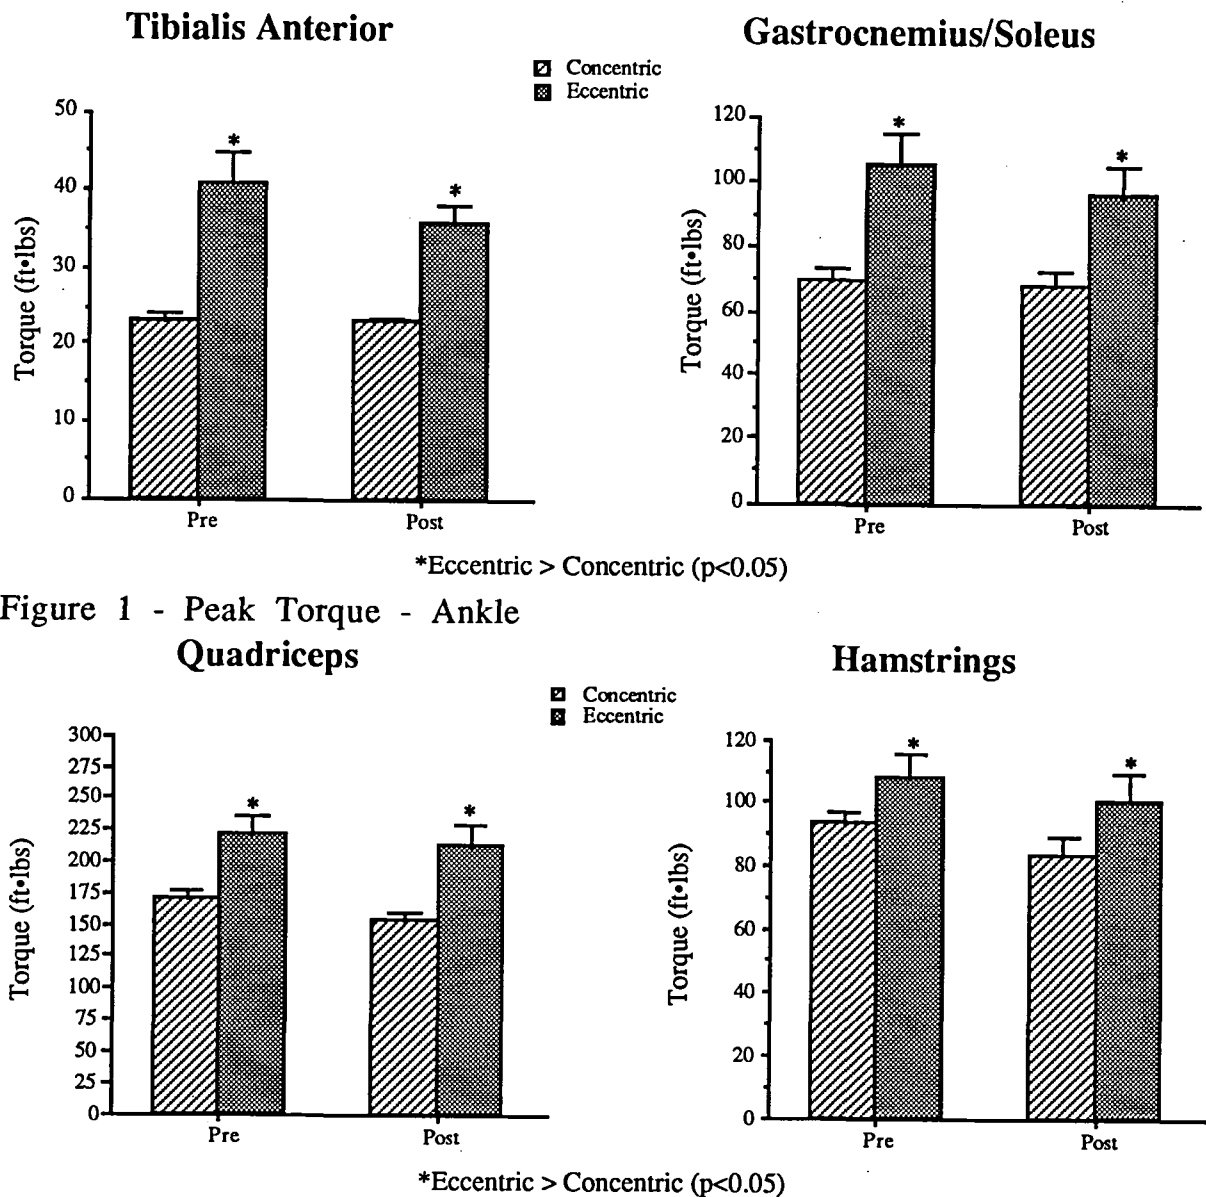 Tibialis Anterior
Gastrocnemius/Soleus
Concentric
Eccentric
50
40
30
20
10
0
Torque (ft•lbs)
*
*
Pre
Post
120
100
80
60
40
20
0
Torque (ft•lbs)
*
*
Pre
Post
*Eccentric > Concentric (p<0.05)
Figure 1 - Peak Torque - Ankle
Quadriceps
Hamstrings
Concentric
Eccentric
300
275
250
225
200
175
150
125
100
75
50
25
0
Torque (ft•lbs)
*
*
Pre
Post
120
100
80
60
40
20
0
Torque (ft•lbs)
*
*
Pre
Post
*Eccentric > Concentric (p<0.05)